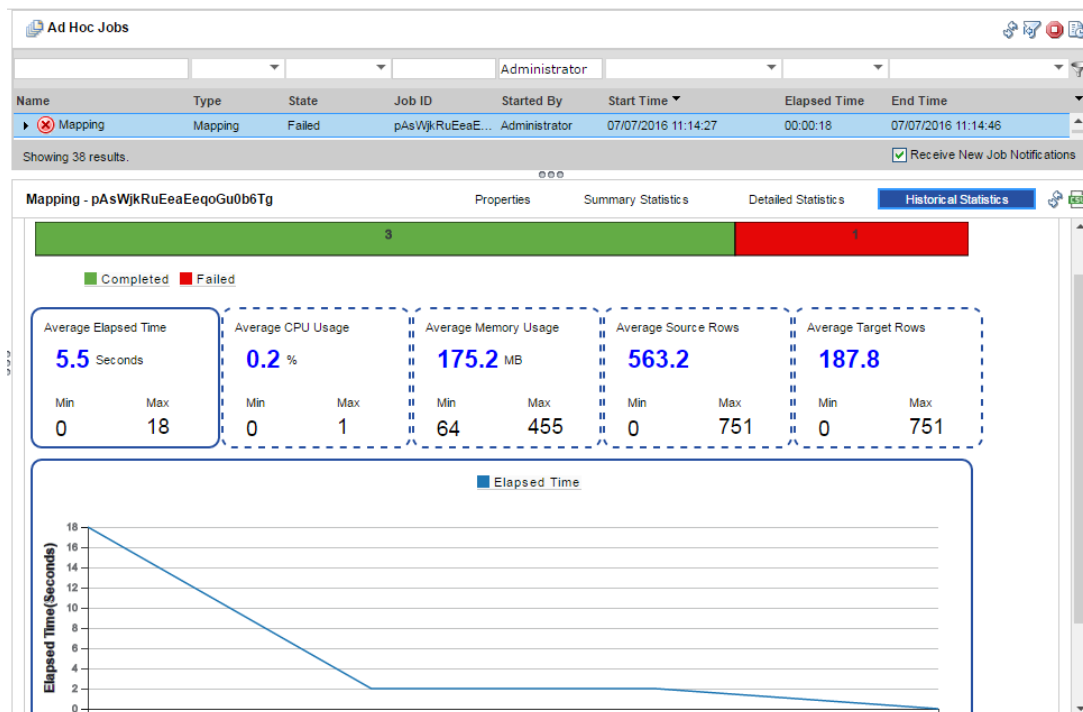 Ad Hoc Jobs
Administrator
Name Type State Job ID Started By Start Time Elapsed Time End Time
Mapping Mapping Failed pAsWjkRuEeaE... Administrator 07/07/2016 11:14:27 00:00:18 07/07/2016 11:14:46
Showing 38 results. Receive New Job Notifications
Mapping - pAsWjkRuEeaEeqoGu0b6Tg Properties Summary Statistics Detailed Statistics Historical Statistics
3 1
Completed Failed
Average Elapsed Time Average CPU Usage Average Memory Usage Average Source Rows Average Target Rows
5.5 Seconds 0.2 % 175.2 MB 563.2 187.8
Min Max Min Max Min Max Min Max Min Max
0 18 0 1 64 455 0 751 0 751
Elapsed Time
Elapsed Time(Seconds)
18
16
14
12
10
8
6
4
2
0